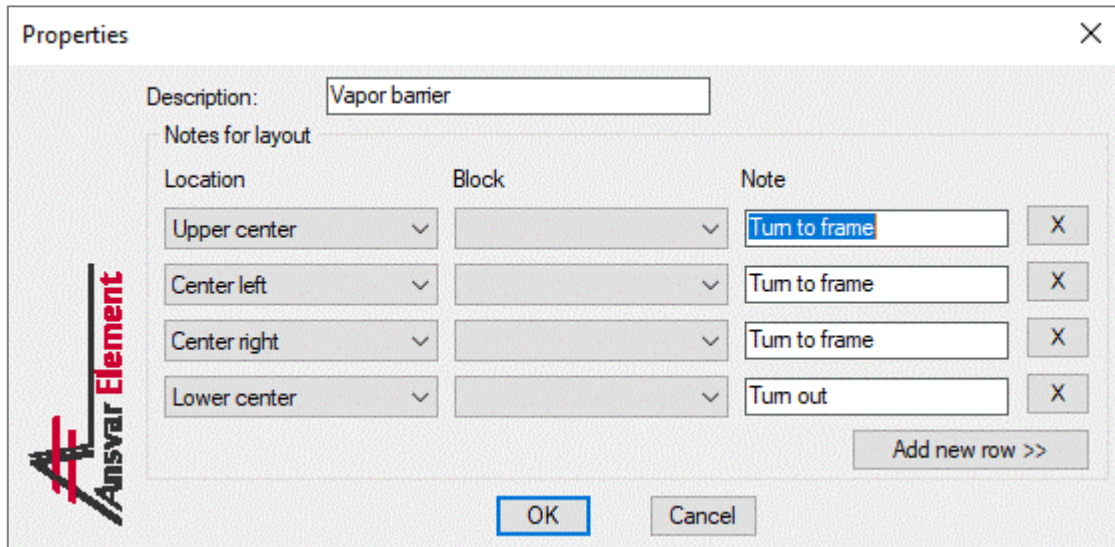 Properties
Description: Vapor barrier
Notes for layout
Location Block Note
Upper center Turn to frame X
Center left Turn to frame X
Center right Turn to frame X
Lower center Turn out X
Add new row >>
OK Cancel
Ansvar Element